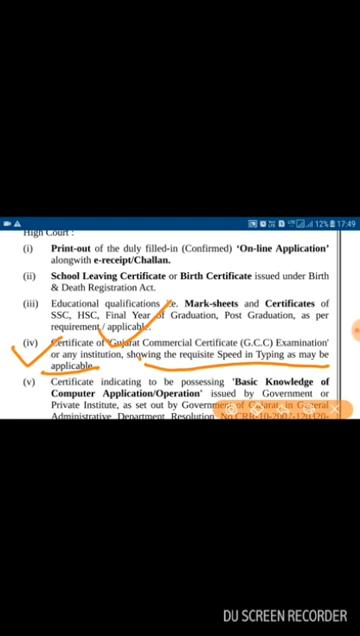 12% 17:49
High Court :
(i) Print-out of the duly filled-in (Confirmed) 'On-line Application'
alongwith e-receipt/Challan.
(ii) School Leaving Certificate or Birth Certificate issued under Birth
& Death Registration Act.
(iii) Educational qualifications i.e. Mark-sheets and Certificates of
SSC, HSC, Final Year of Graduation, Post Graduation, as per
requirement / applicable.
(iv) Certificate of 'Gujarat Commercial Certificate (G.C.C) Examination'
or any institution, showing the requisite Speed in Typing as may be
applicable.
(v) Certificate indicating to be possessing 'Basic Knowledge of
Computer Application/Operation' issued by Government or
Private Institute, as set out by Government of Gujarat, in General
Administrative Department Resolution No.CRR-10-2007-120320-
DU SCREEN RECORDER